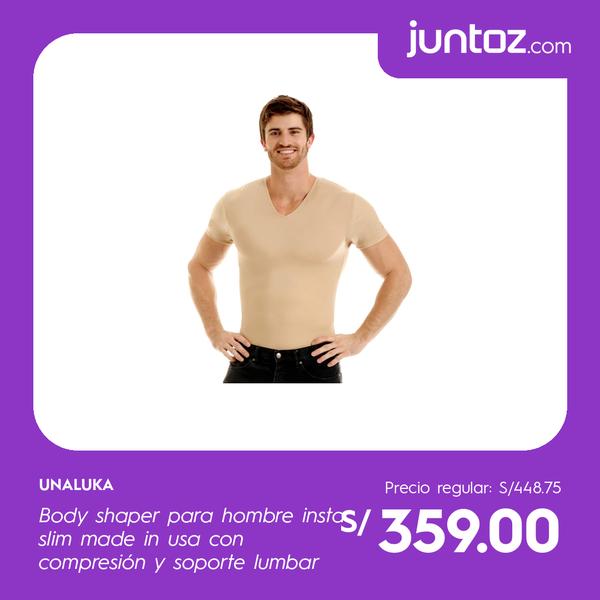 juntoz.com
UNALUKA
Body shaper para hombre insta
slim made in usa con
compresión y soporte lumbar
Precio regular: S/448.75
S/ 359.00